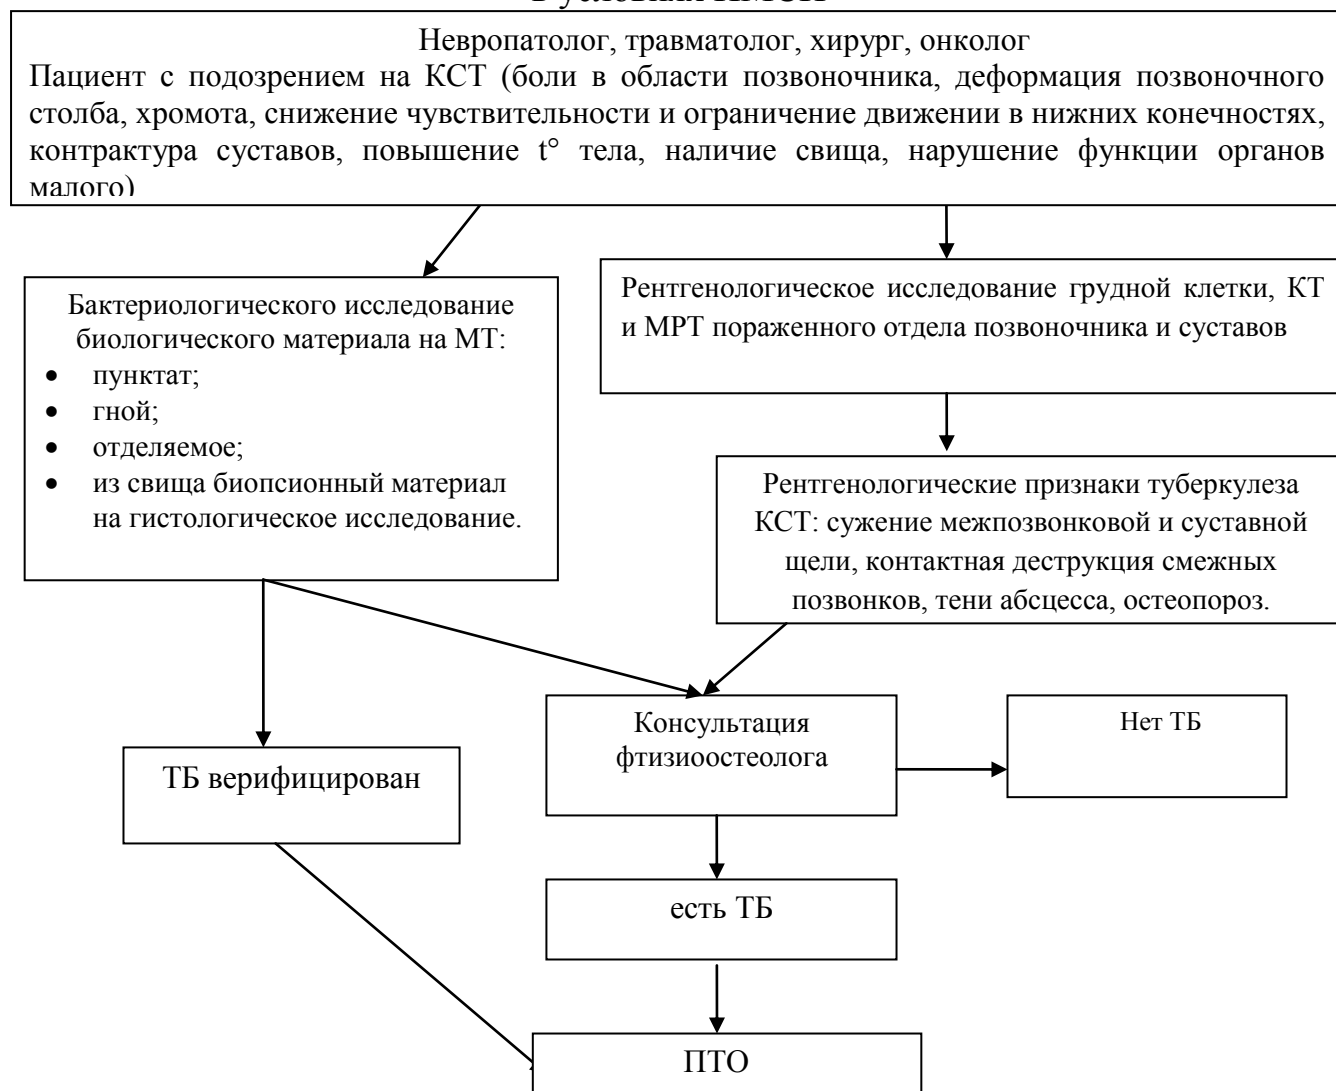 Невропатолог, травматолог, хирург, онколог
Пациент с подозрением на КСТ (боли в области позвоночника, деформация позвоночного
столба, хромота, снижение чувствительности и ограничение движении в нижних конечностях,
контрактура суставов, повышение t° тела, наличие свища, нарушение функции органов
малого)
Бактериологического исследование
биологического материала на МТ:
• пунктат;
• гной;
• отделяемое;
• из свища биопсионный материал
на гистологическое исследование.
Рентгенологическое исследование грудной клетки, КТ
и МРТ пораженного отдела позвоночника и суставов
Рентгенологические признаки туберкулеза
КСТ: сужение межпозвонковой и суставной
щели, контактная деструкция смежных
позвонков, тени абсцесса, остеопороз.
Консультация
фтизиоостеолога
Нет ТБ
ТБ верифицирован
есть ТБ
ПТО